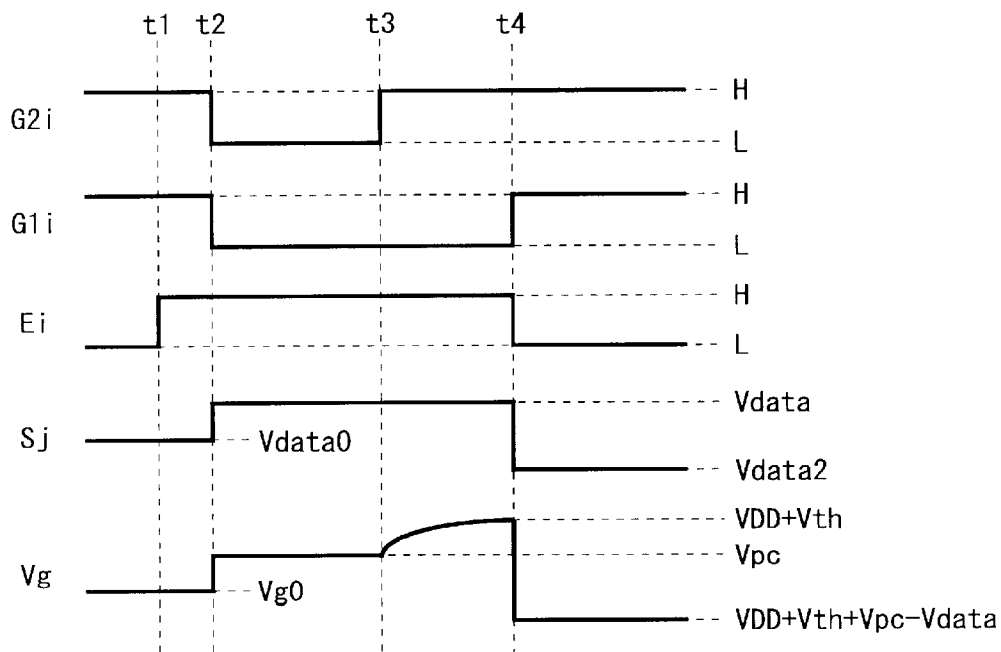 t1 t2 t3 t4
G2i H
L
G1i H
L
Ei H
L
Sj Vdata0 Vdata
Vdata2
VDD+Vth
Vpc
Vg Vg0
VDD+Vth+Vpc-Vdata